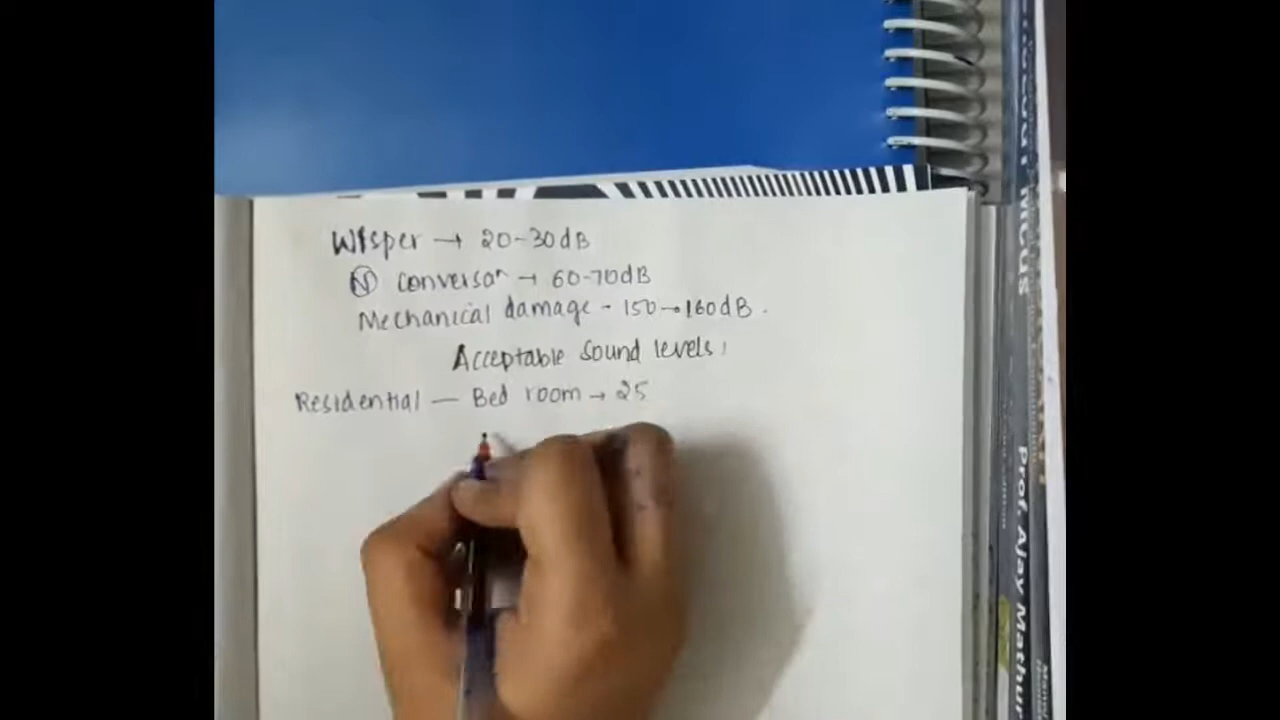 Wisper → 20-30dB
Ⓝ conversaⁿ → 60-70dB
Mechanical damage - 150→160dB.
Acceptable sound levels,
Residential — Bed room → 25
Prof. Ajay Mathur